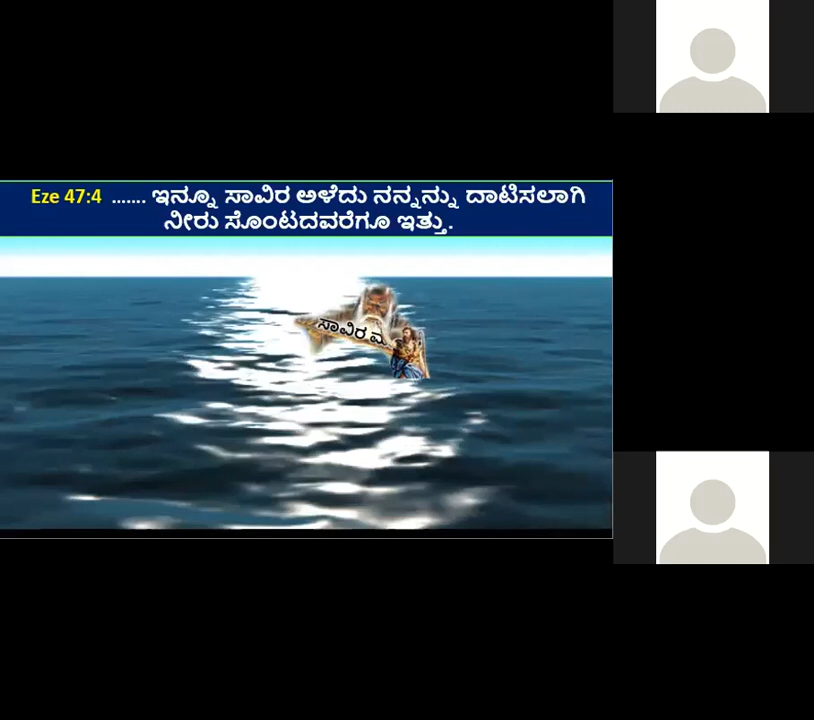 Eze 47:4 ....... ಇನ್ನೂ ಸಾವಿರ ಅಳೆದು ನನ್ನನ್ನು ದಾಟಿಸಲಾಗಿ
ನೀರು ಸೊಂಟದವರೆಗೂ ಇತ್ತು.
ಸಾವಿರ